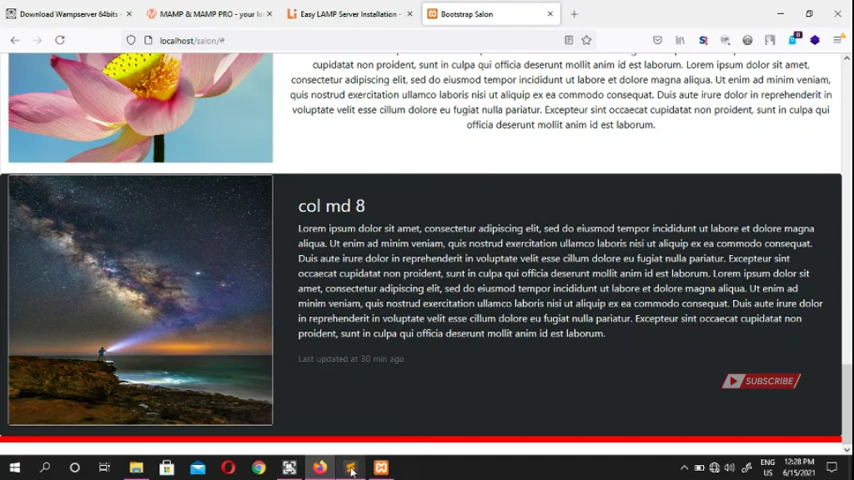 Download Wampserver 64bits
MAMP & MAMP PRO - your lo
Easy LAMP Server Installation -
Bootstrap Salon
localhost/salon/#
cupidatat non proident, sunt in culpa qui officia deserunt mollit anim id est laborum. Lorem ipsum dolor sit amet,
consectetur adipiscing elit, sed do eiusmod tempor incididunt ut labore et dolore magna aliqua. Ut enim ad minim veniam,
quis nostrud exercitation ullamco laboris nisi ut aliquip ex ea commodo consequat. Duis aute irure dolor in reprehenderit in
voluptate velit esse cillum dolore eu fugiat nulla pariatur. Excepteur sint occaecat cupidatat non proident, sunt in culpa qui
officia deserunt mollit anim id est laborum.
col md 8
Lorem ipsum dolor sit amet, consectetur adipiscing elit, sed do eiusmod tempor incididunt ut labore et dolore magna
aliqua. Ut enim ad minim veniam, quis nostrud exercitation ullamco laboris nisi ut aliquip ex ea commodo consequat.
Duis aute irure dolor in reprehenderit in voluptate velit esse cillum dolore eu fugiat nulla pariatur. Excepteur sint
occaecat cupidatat non proident, sunt in culpa qui officia deserunt mollit anim id est laborum. Lorem ipsum dolor sit
amet, consectetur adipiscing elit, sed do eiusmod tempor incididunt ut labore et dolore magna aliqua. Ut enim ad
minim veniam, quis nostrud exercitation ullamco laboris nisi ut aliquip ex ea commodo consequat. Duis aute irure dolor
in reprehenderit in voluptate velit esse cillum dolore eu fugiat nulla pariatur. Excepteur sint occaecat cupidatat non
proident, sunt in culpa qui officia deserunt mollit anim id est laborum.
Last updated at 30 min ago
SUBSCRIBE
ENG
US
12:28 PM
6/15/2021